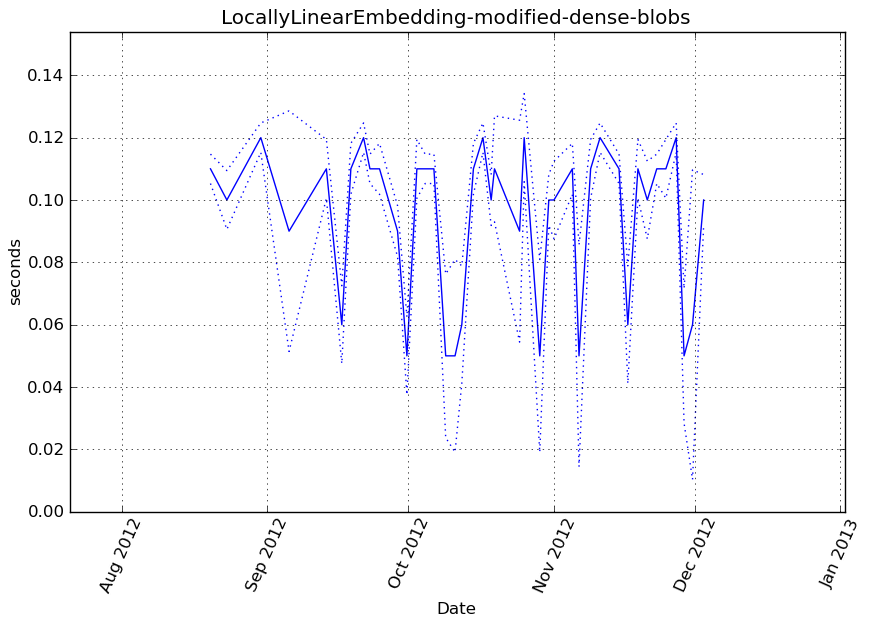 LocallyLinearEmbedding-modified-dense-blobs
0.14
0.12
0.10
0.08
0.06
0.04
0.02
0.00
seconds
Aug 2012
Sep 2012
Oct 2012
Nov 2012
Dec 2012
Jan 2013
Date